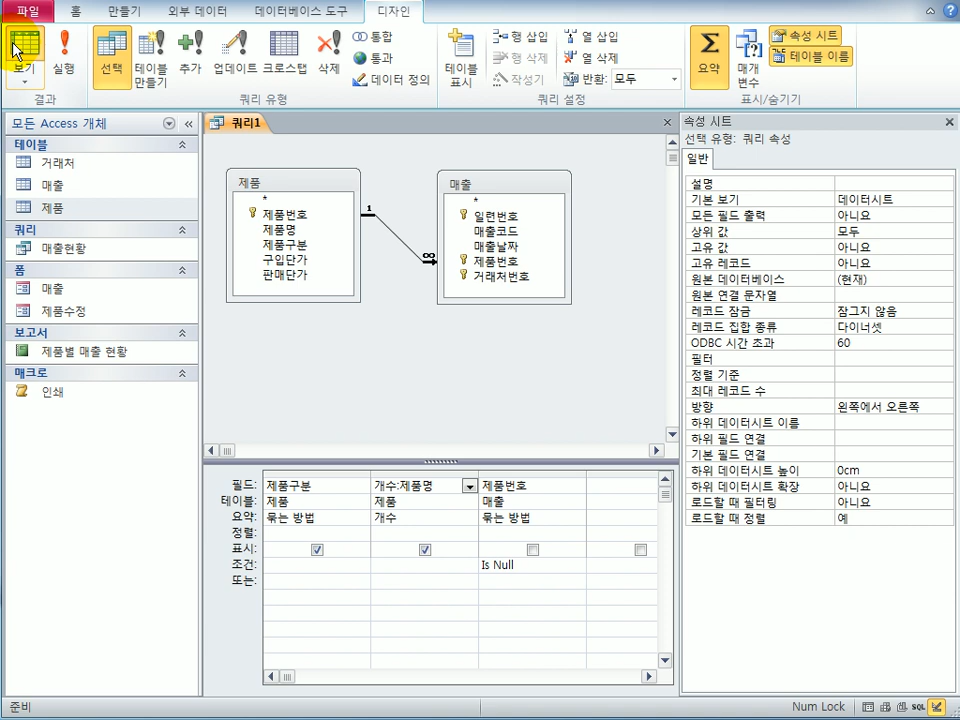 파일 홈 만들기 외부 데이터 데이터베이스 도구 디자인
보기 실행 선택 테이블 만들기 추가 업데이트 크로스탭 삭제
통합
통과
데이터 정의
테이블 표시
행 삽입
행 삭제
작성기
열 삽입
열 삭제
반환: 모두
요약
매개 변수
속성 시트
테이블 이름
결과 쿼리 유형 쿼리 설정 표시/숨기기
모든 Access 개체
테이블
거래처
매출
제품
쿼리
매출현황
폼
매출
제품수정
보고서
제품별 매출 현황
매크로
인쇄
쿼리1
제품
*
제품번호
제품명
제품구분
구입단가
판매단가
1
∞
매출
*
일련번호
매출코드
매출날짜
제품번호
거래처번호
필드: 제품구분 개수:제품명 제품번호
테이블: 제품 제품 매출
요약: 묶는 방법 개수 묶는 방법
정렬:
표시:
조건: Is Null
또는:
속성 시트
선택 유형: 쿼리 속성
일반
설명
기본 보기 데이터시트
모든 필드 출력 아니요
상위 값 모두
고유 값 아니요
고유 레코드 아니요
원본 데이터베이스 (현재)
원본 연결 문자열
레코드 잠금 잠그지 않음
레코드 집합 종류 다이너셋
ODBC 시간 초과 60
필터
정렬 기준
최대 레코드 수
방향 왼쪽에서 오른쪽
하위 데이터시트 이름
하위 필드 연결
기본 필드 연결
하위 데이터시트 높이 0cm
하위 데이터시트 확장 아니요
로드할 때 필터링 아니요
로드할 때 정렬 예
준비 Num Lock SQL